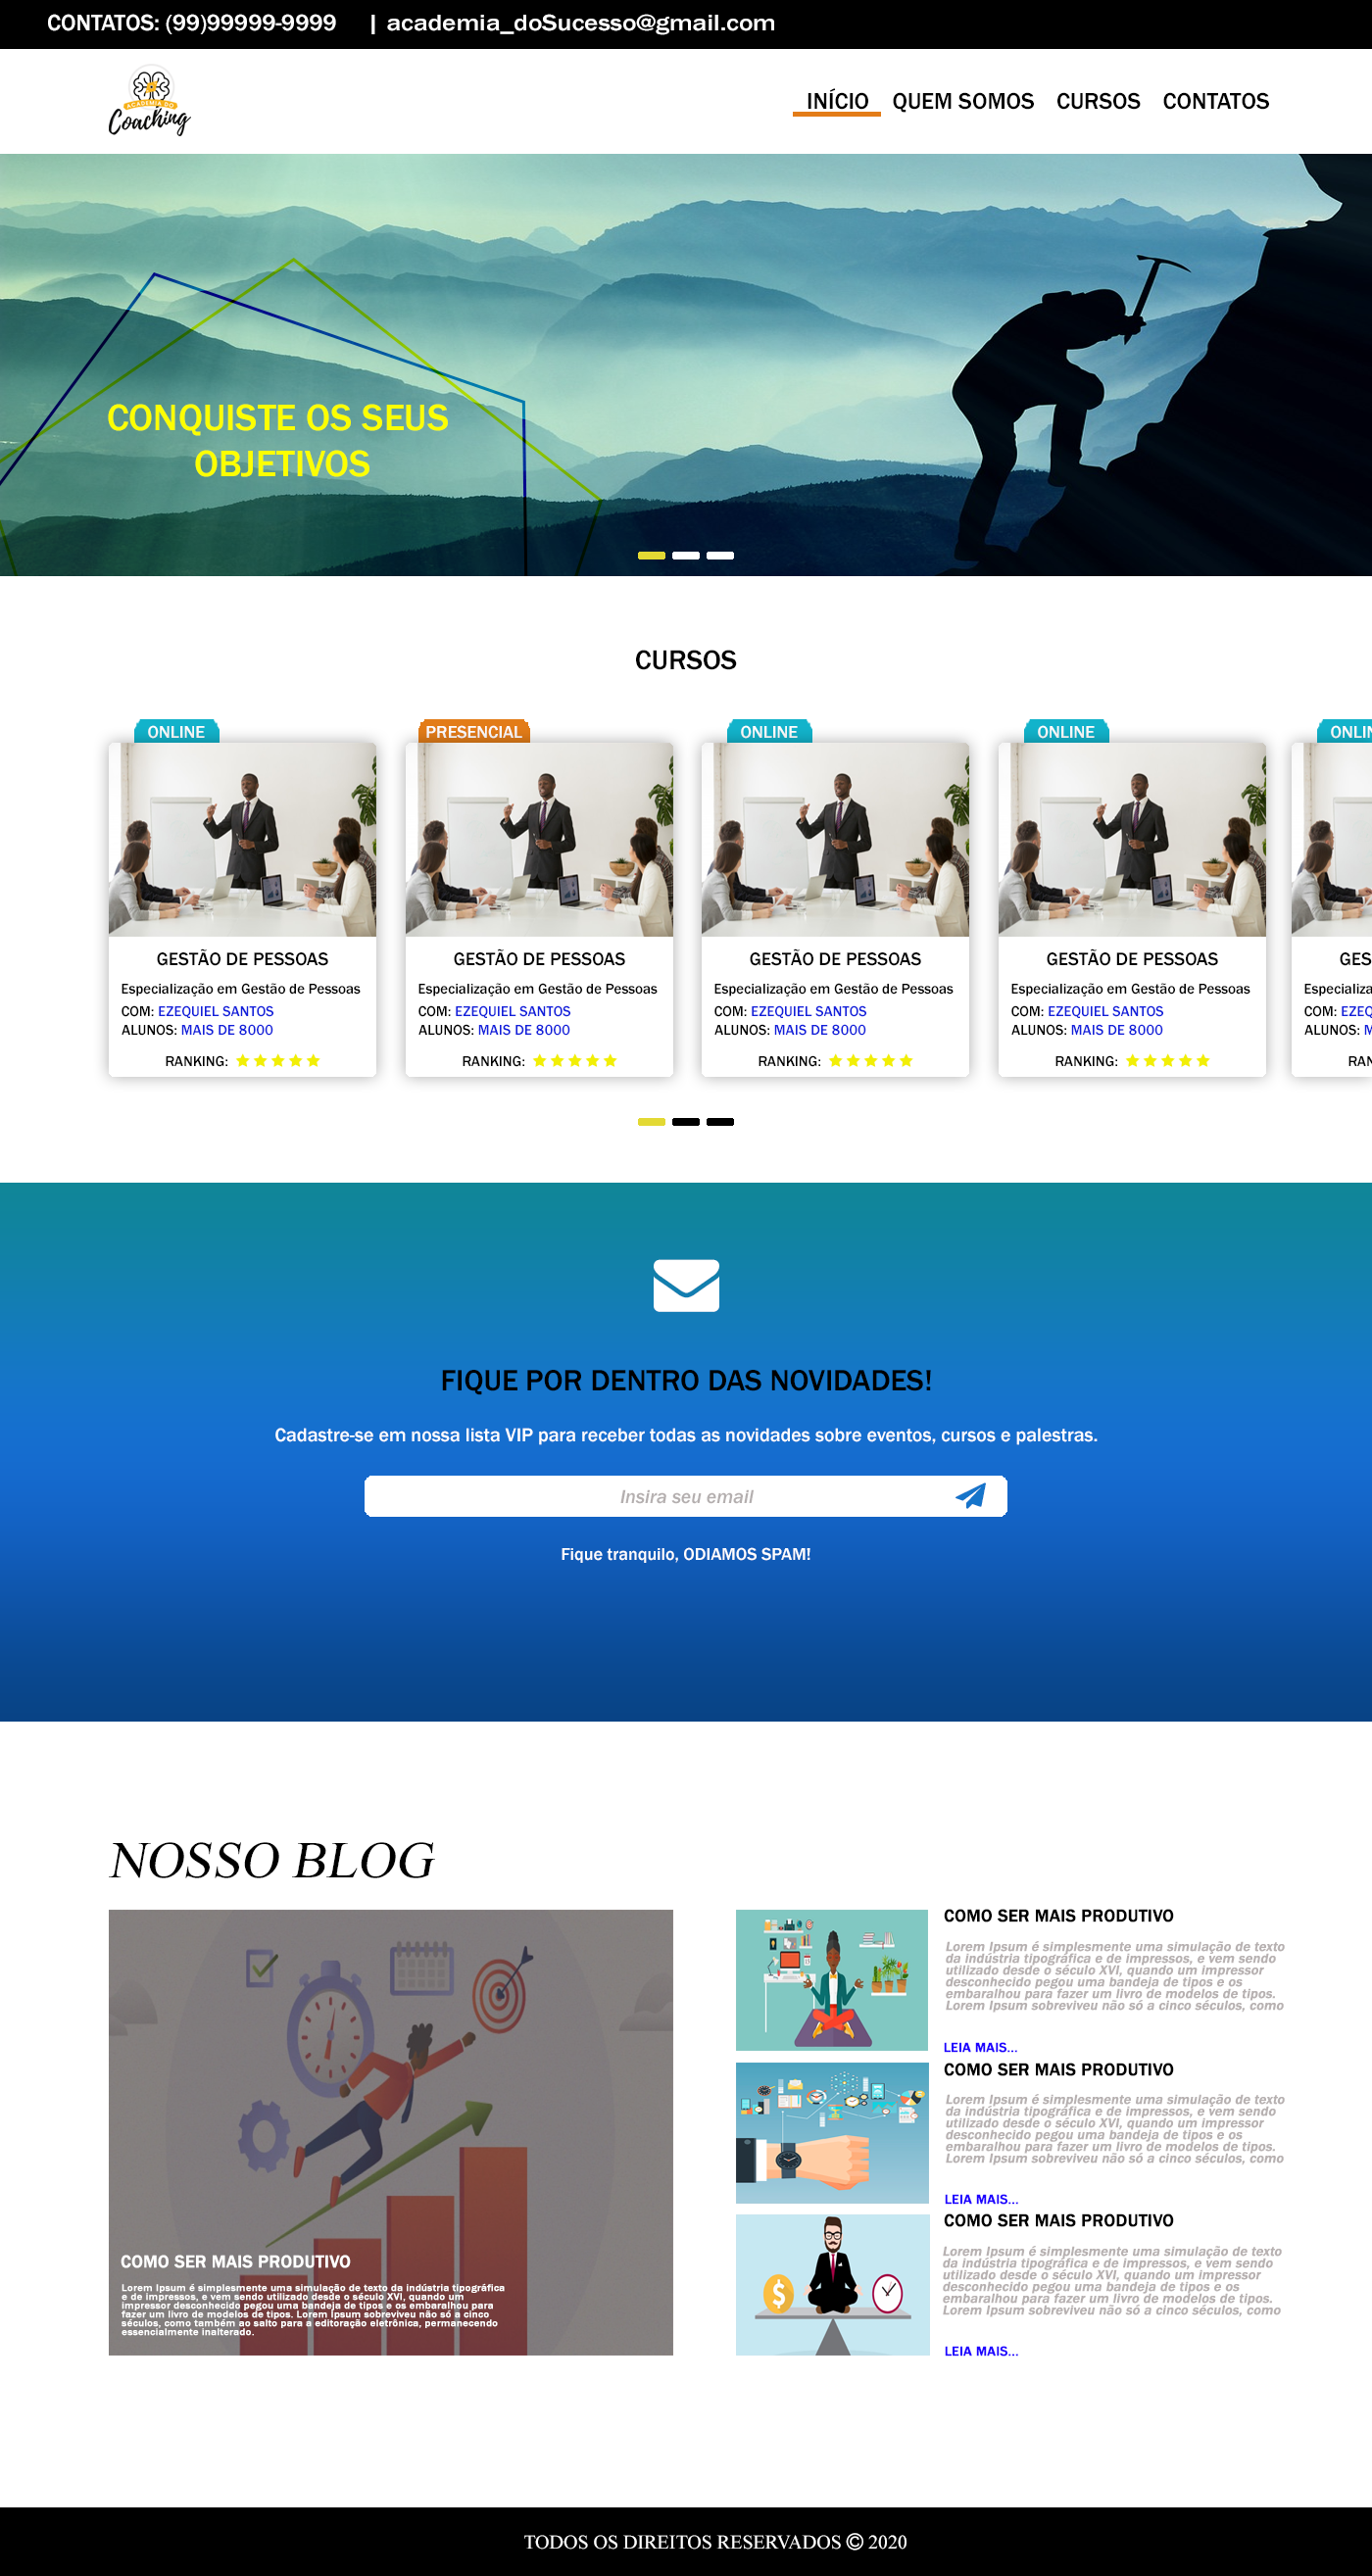 CONTATOS: (99)99999-9999 | academia_doSucesso@gmail.com
ACADEMIA DO
Coaching
INÍCIO QUEM SOMOS CURSOS CONTATOS
CONQUISTE OS SEUS
OBJETIVOS
CURSOS
ONLINE PRESENCIAL ONLINE ONLINE ONLIN
GESTÃO DE PESSOAS
Especialização em Gestão de Pessoas
COM: EZEQUIEL SANTOS
ALUNOS: MAIS DE 8000
RANKING:
GESTÃO DE PESSOAS
Especialização em Gestão de Pessoas
COM: EZEQUIEL SANTOS
ALUNOS: MAIS DE 8000
RANKING:
GESTÃO DE PESSOAS
Especialização em Gestão de Pessoas
COM: EZEQUIEL SANTOS
ALUNOS: MAIS DE 8000
RANKING:
GESTÃO DE PESSOAS
Especialização em Gestão de Pessoas
COM: EZEQUIEL SANTOS
ALUNOS: MAIS DE 8000
RANKING:
GES
Especializa
COM: EZEQ
ALUNOS: M
RAN
FIQUE POR DENTRO DAS NOVIDADES!
Cadastre-se em nossa lista VIP para receber todas as novidades sobre eventos, cursos e palestras.
Insira seu email
Fique tranquilo, ODIAMOS SPAM!
NOSSO BLOG
COMO SER MAIS PRODUTIVO
Lorem Ipsum é simplesmente uma simulação de texto da indústria tipográfica
e de impressos, e vem sendo utilizado desde o século XVI, quando um
impressor desconhecido pegou uma bandeja de tipos e os embaralhou para
fazer um livro de modelos de tipos. Lorem Ipsum sobreviveu não só a cinco
séculos, como também ao salto para a editoração eletrônica, permanecendo
essencialmente inalterado.
COMO SER MAIS PRODUTIVO
Lorem Ipsum é simplesmente uma simulação de texto
da indústria tipográfica e de impressos, e vem sendo
utilizado desde o século XVI, quando um impressor
desconhecido pegou uma bandeja de tipos e os
embaralhou para fazer um livro de modelos de tipos.
Lorem Ipsum sobreviveu não só a cinco séculos, como
LEIA MAIS...
COMO SER MAIS PRODUTIVO
Lorem Ipsum é simplesmente uma simulação de texto
da indústria tipográfica e de impressos, e vem sendo
utilizado desde o século XVI, quando um impressor
desconhecido pegou uma bandeja de tipos e os
embaralhou para fazer um livro de modelos de tipos.
Lorem Ipsum sobreviveu não só a cinco séculos, como
LEIA MAIS...
COMO SER MAIS PRODUTIVO
Lorem Ipsum é simplesmente uma simulação de texto
da indústria tipográfica e de impressos, e vem sendo
utilizado desde o século XVI, quando um impressor
desconhecido pegou uma bandeja de tipos e os
embaralhou para fazer um livro de modelos de tipos.
Lorem Ipsum sobreviveu não só a cinco séculos, como
LEIA MAIS...
TODOS OS DIREITOS RESERVADOS © 2020